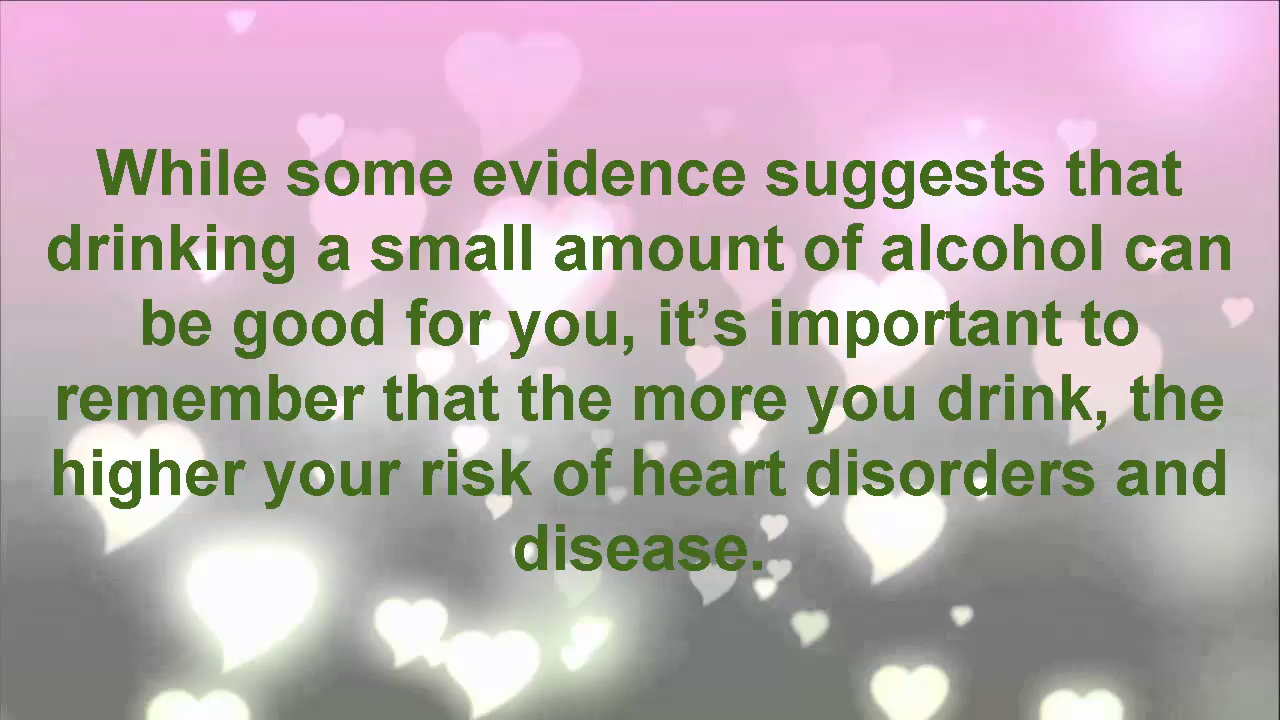 While some evidence suggests that
drinking a small amount of alcohol can
be good for you, it’s important to
remember that the more you drink, the
higher your risk of heart disorders and
disease.